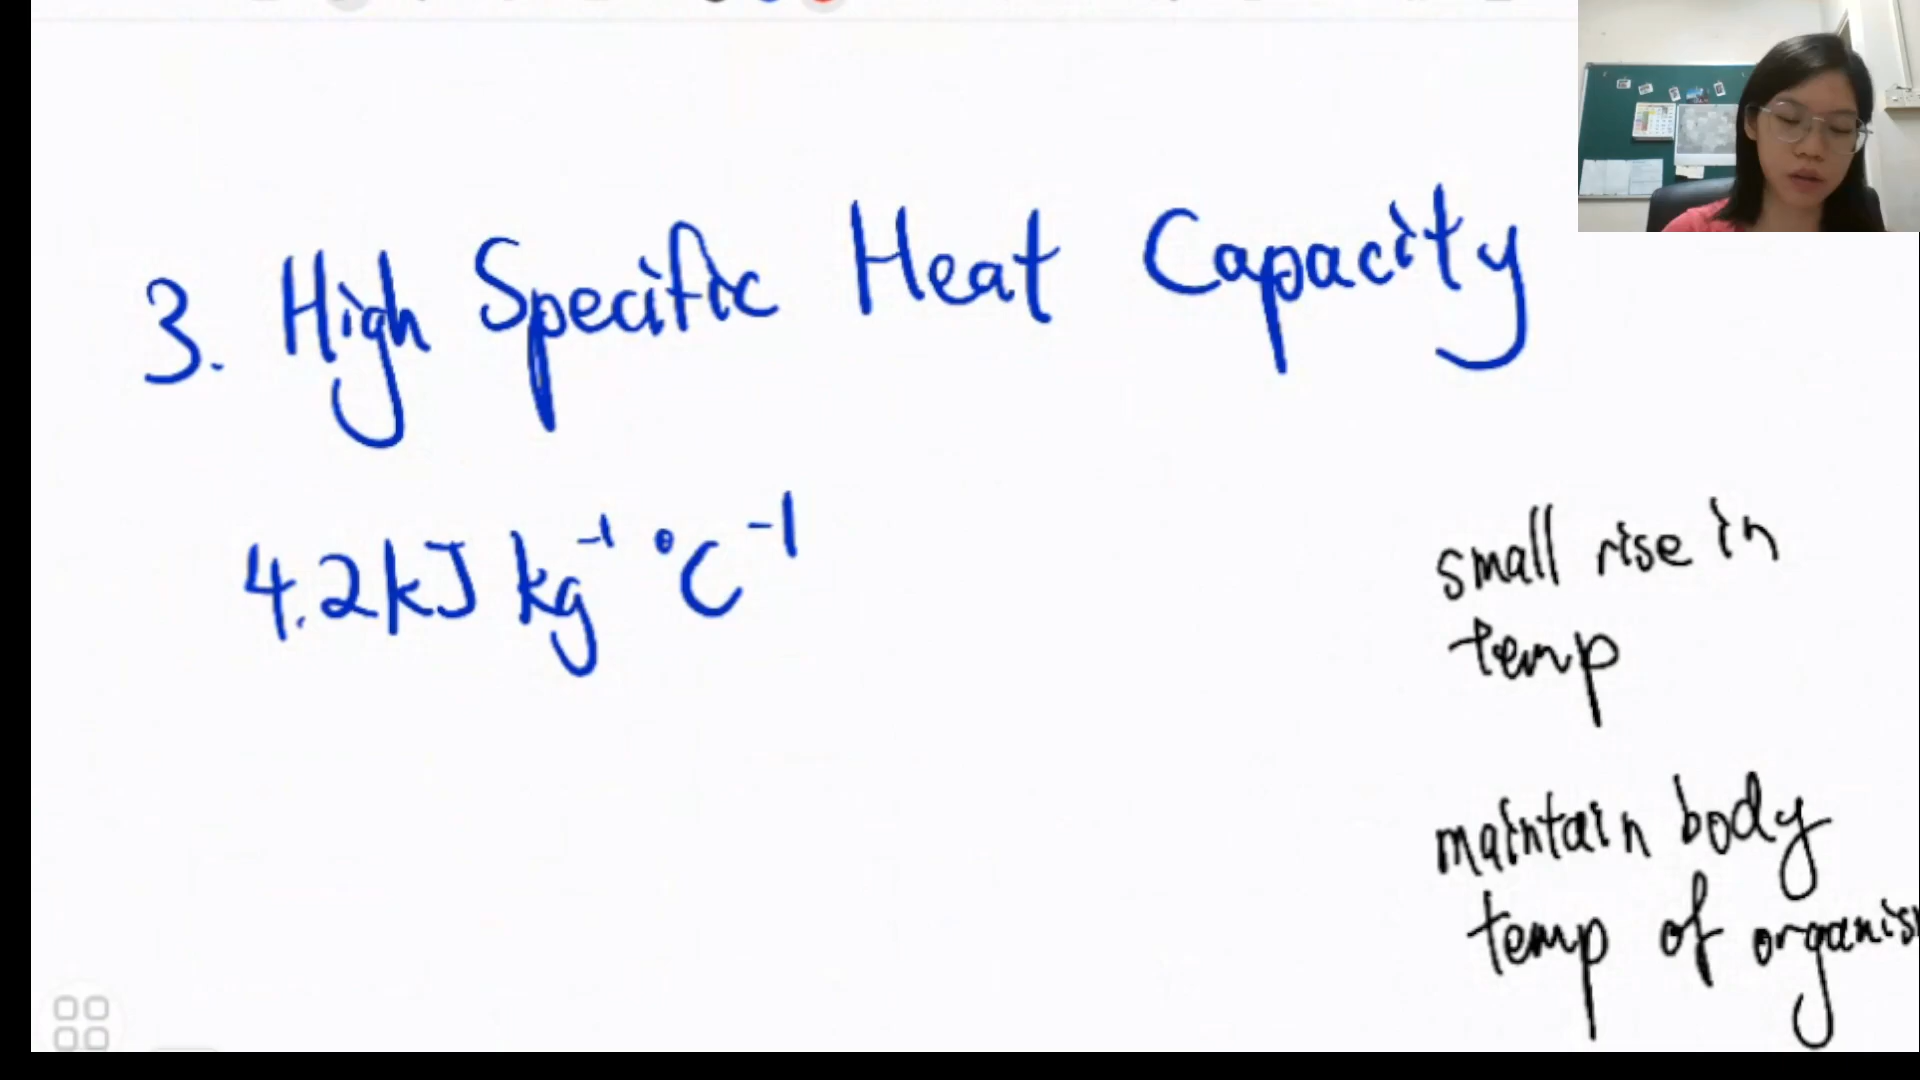 3. High Specific Heat Capacity
4.2kJ kg⁻¹ °C⁻¹
small rise in
temp
maintain body
temp of organis